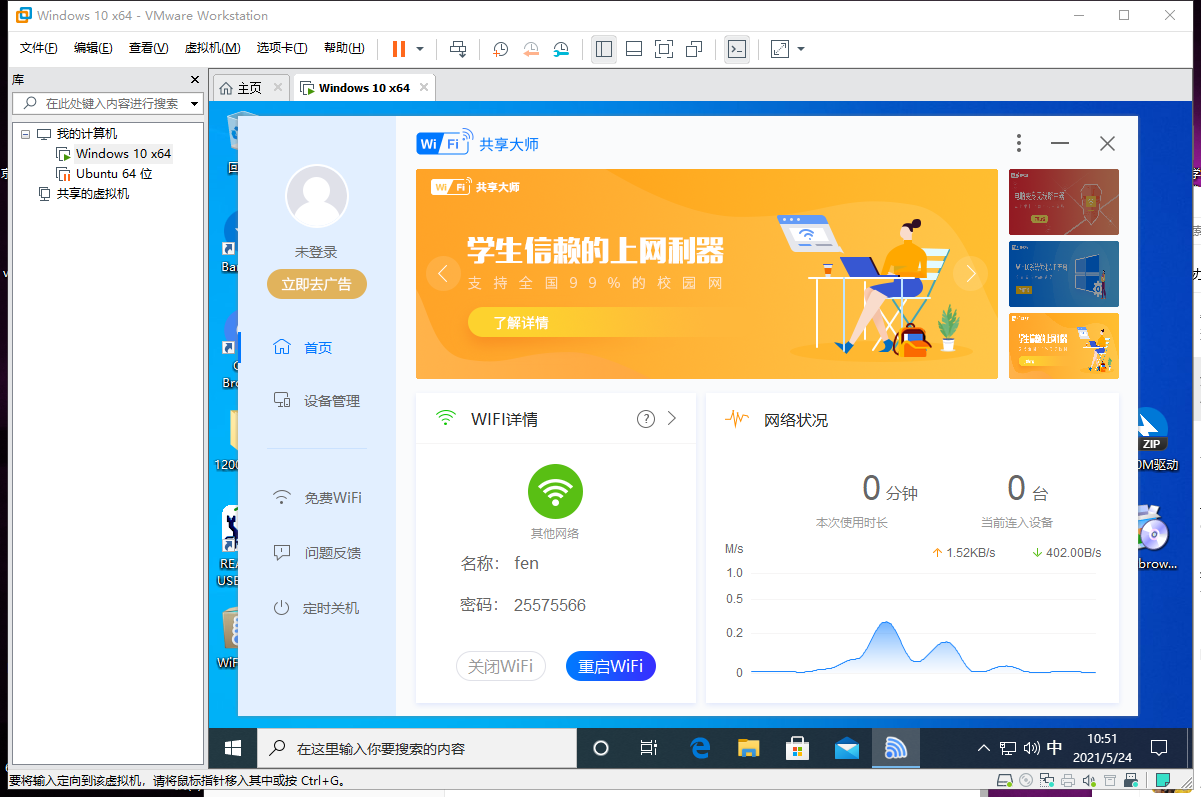 Windows 10 x64 - VMware Workstation
文件(F) 编辑(E) 查看(V) 虚拟机(M) 选项卡(T) 帮助(H)
库
在此处键入内容进行搜索
我的计算机
Windows 10 x64
Ubuntu 64 位
共享的虚拟机
主页
Windows 10 x64
未登录
立即去广告
首页
设备管理
免费WiFi
问题反馈
定时关机
WiFi 共享大师
WiFi 共享大师
学生信赖的上网利器
支持全国99%的校园网
了解详情
WIFI详情
?
其他网络
名称： fen
密码： 25575566
关闭WiFi 重启WiFi
网络状况
0 分钟 0 台
本次使用时长 当前连入设备
M/s
1.52KB/s 402.00B/s
1.0
0.5
0.2
0
1200
ZIP
0M驱动
brow...
在这里输入你要搜索的内容
中
10:51
2021/5/24
要将输入定向到该虚拟机，请将鼠标指针移入其中或按 Ctrl+G。